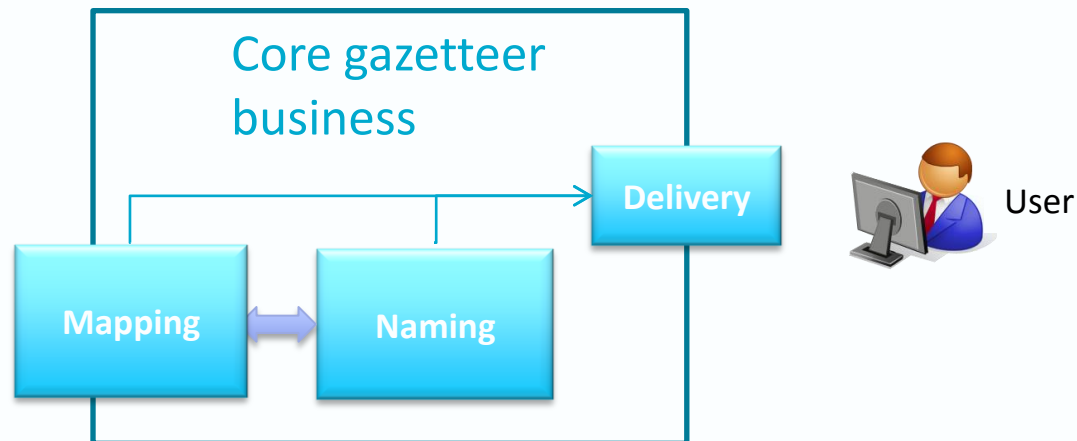 Core gazetteer
business
Delivery
User
Mapping
Naming